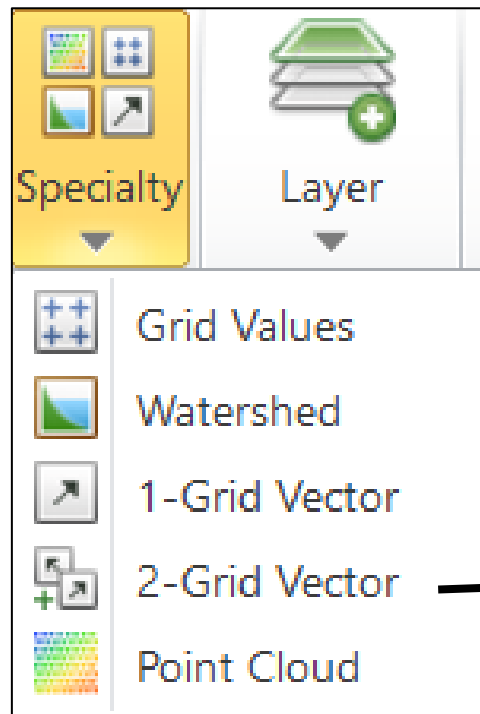 Specialty Layer
Grid Values
Watershed
1-Grid Vector
2-Grid Vector
Point Cloud